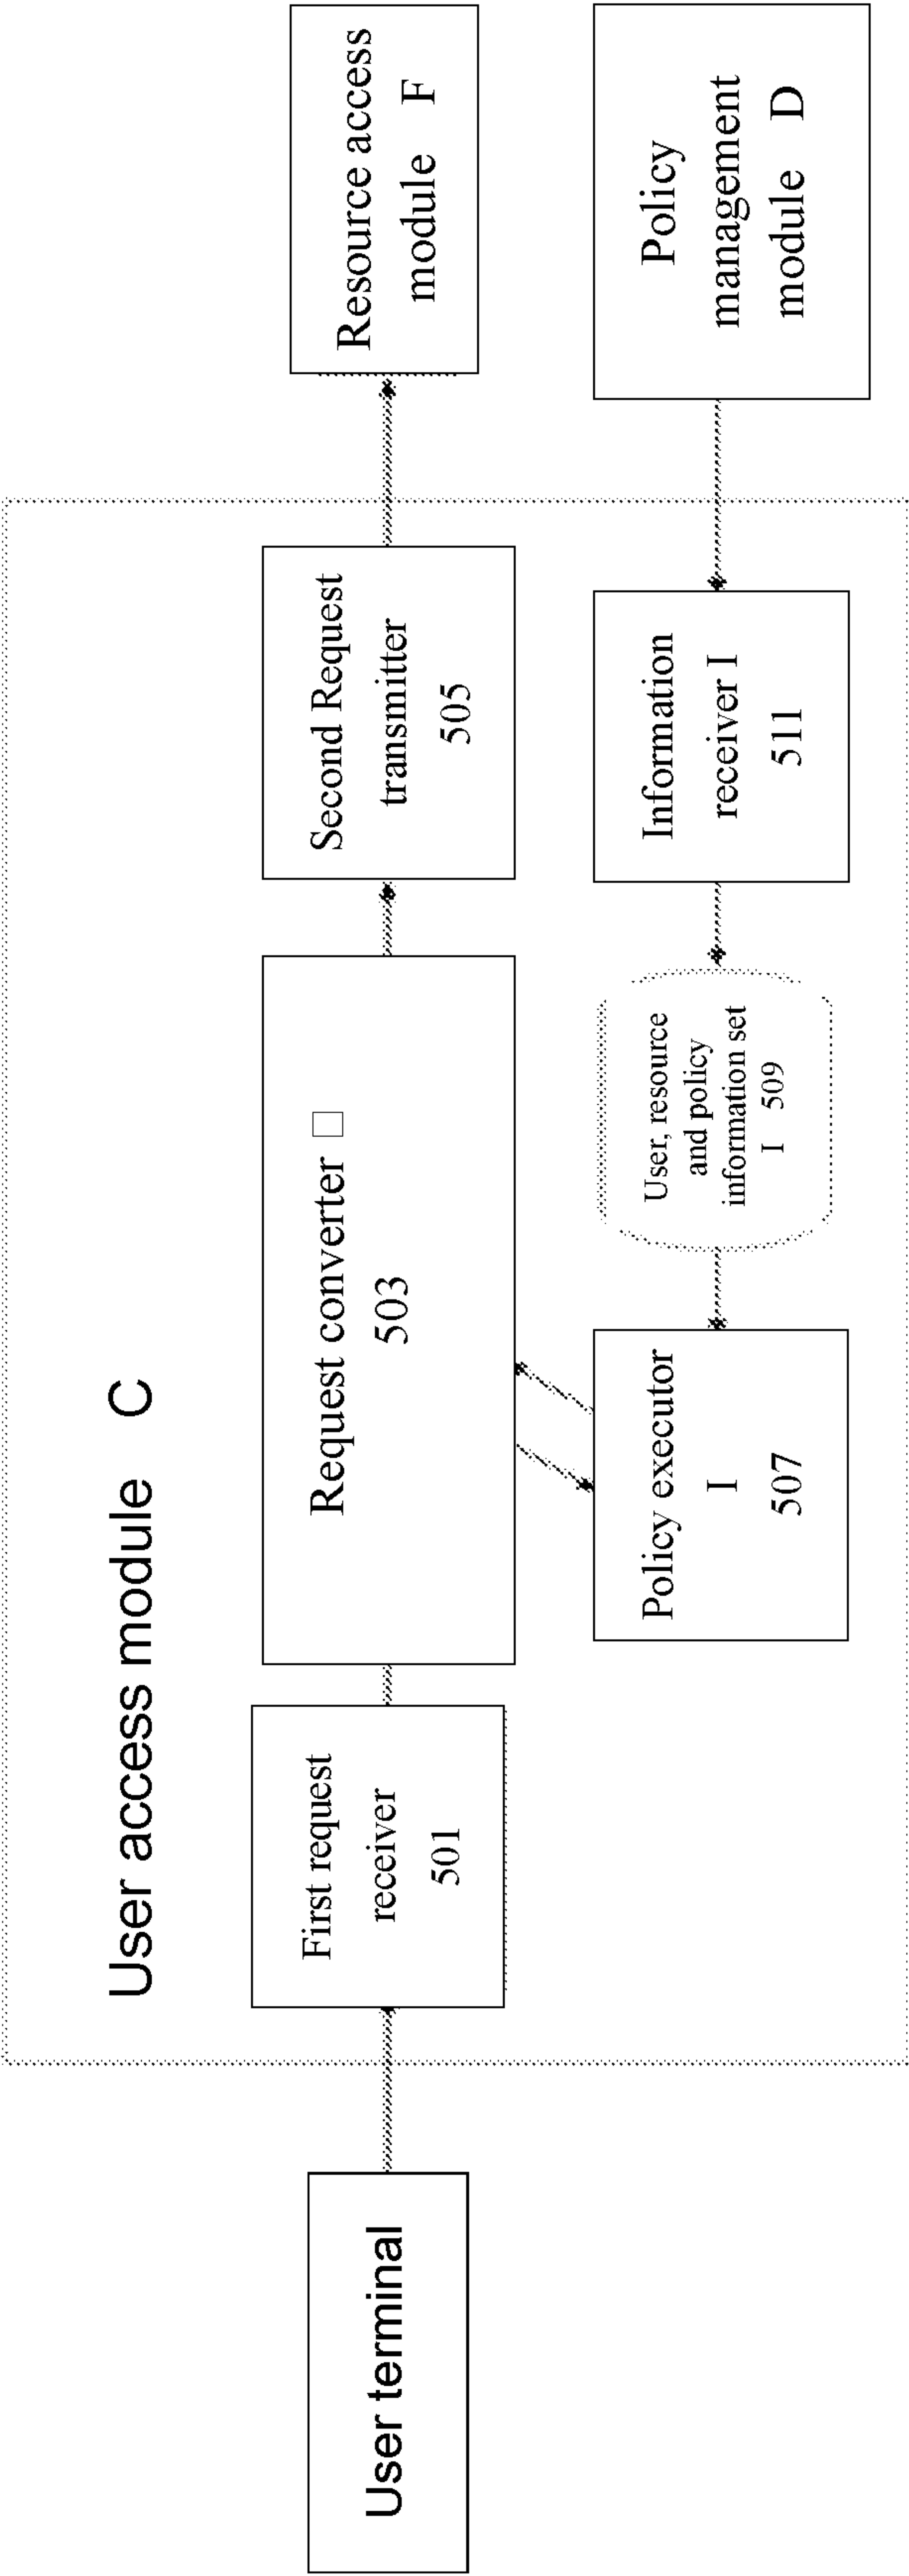 User access module C
User terminal
First request
receiver
501
Request converter □
503
Second Request
transmitter
505
Resource access
module F
Policy executor
I
507
User, resource
and policy
information set
I 509
Information
receiver I
511
Policy
management
module D